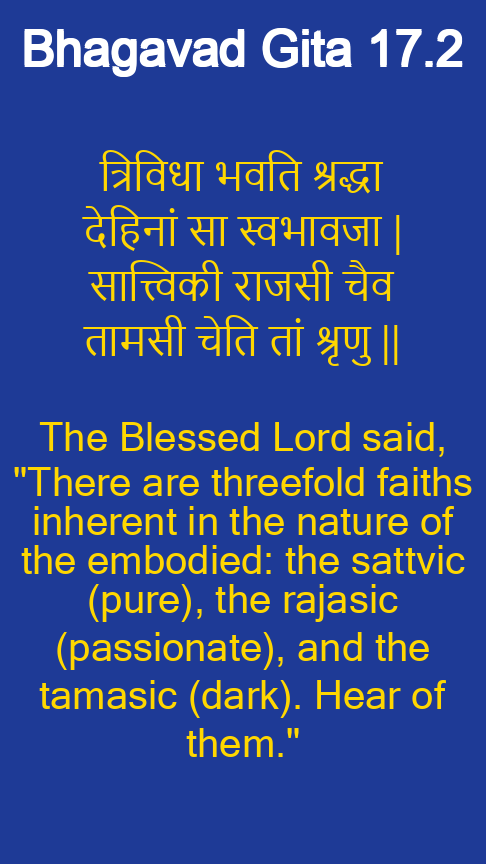 Bhagavad Gita 17.2
त्रिविधा भवति श्रद्धा
देहिनां सा स्वभावजा |
सात्त्विकी राजसी चैव
तामसी चेति तां श्रृणु ||
The Blessed Lord said,
"There are threefold faiths
inherent in the nature of
the embodied: the sattvic
(pure), the rajasic
(passionate), and the
tamasic (dark). Hear of
them."